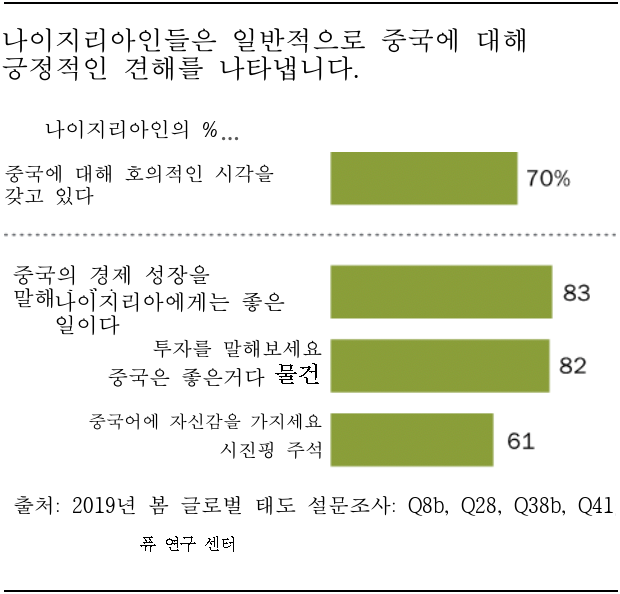 나이지리아인들은 일반적으로 중국에 대해
긍정적인 견해를 나타냅니다.
나이지리아인의 %...
중국에 대해 호의적인 시각을
갖고 있다
70%
중국의 경제 성장을
말해 나이지리아에게는 좋은
일이다
83
투자를 말해보세요
중국은 좋은거다 물건
82
중국어에 자신감을 가지세요
시진핑 주석
61
출처: 2019년 봄 글로벌 태도 설문조사: Q8b, Q28, Q38b, Q41
퓨 연구 센터